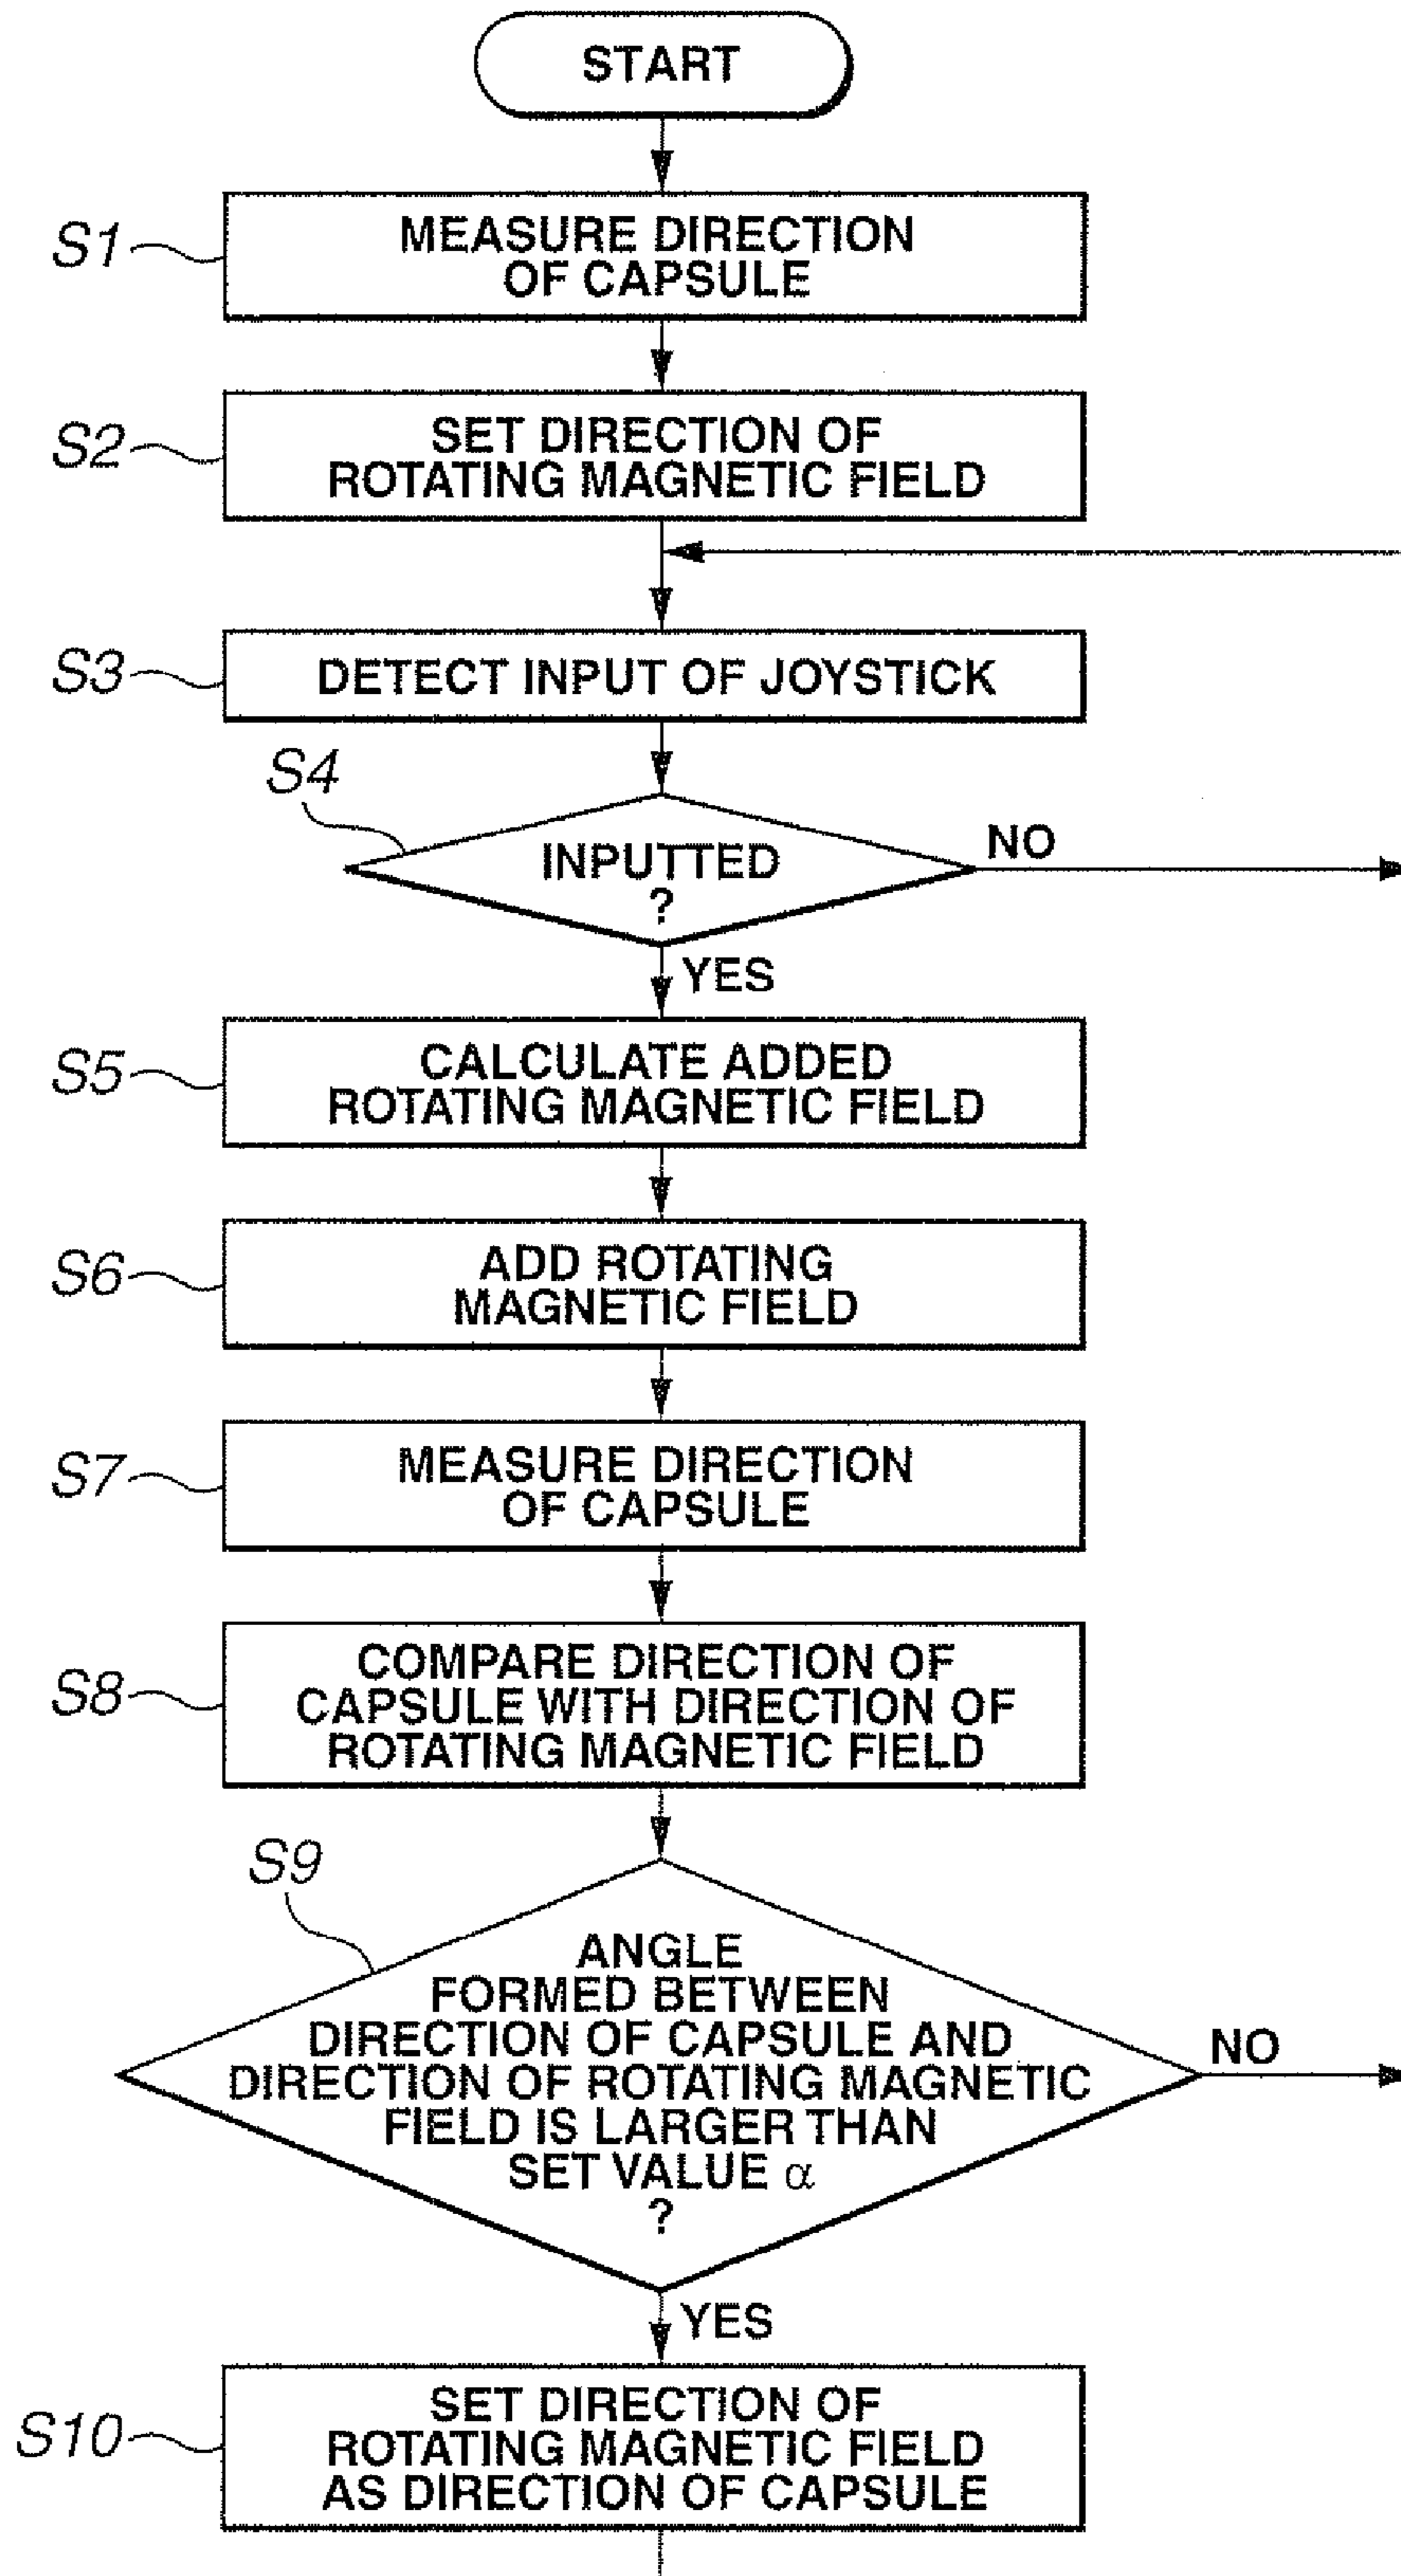 START
S1
MEASURE DIRECTION
OF CAPSULE
S2
SET DIRECTION OF
ROTATING MAGNETIC FIELD
S3
DETECT INPUT OF JOYSTICK
S4
INPUTTED
?
NO
YES
S5
CALCULATE ADDED
ROTATING MAGNETIC FIELD
S6
ADD ROTATING
MAGNETIC FIELD
S7
MEASURE DIRECTION
OF CAPSULE
S8
COMPARE DIRECTION OF
CAPSULE WITH DIRECTION OF
ROTATING MAGNETIC FIELD
S9
ANGLE
FORMED BETWEEN
DIRECTION OF CAPSULE AND
DIRECTION OF ROTATING MAGNETIC
FIELD IS LARGER THAN
SET VALUE α
?
NO
YES
S10
SET DIRECTION OF
ROTATING MAGNETIC FIELD
AS DIRECTION OF CAPSULE